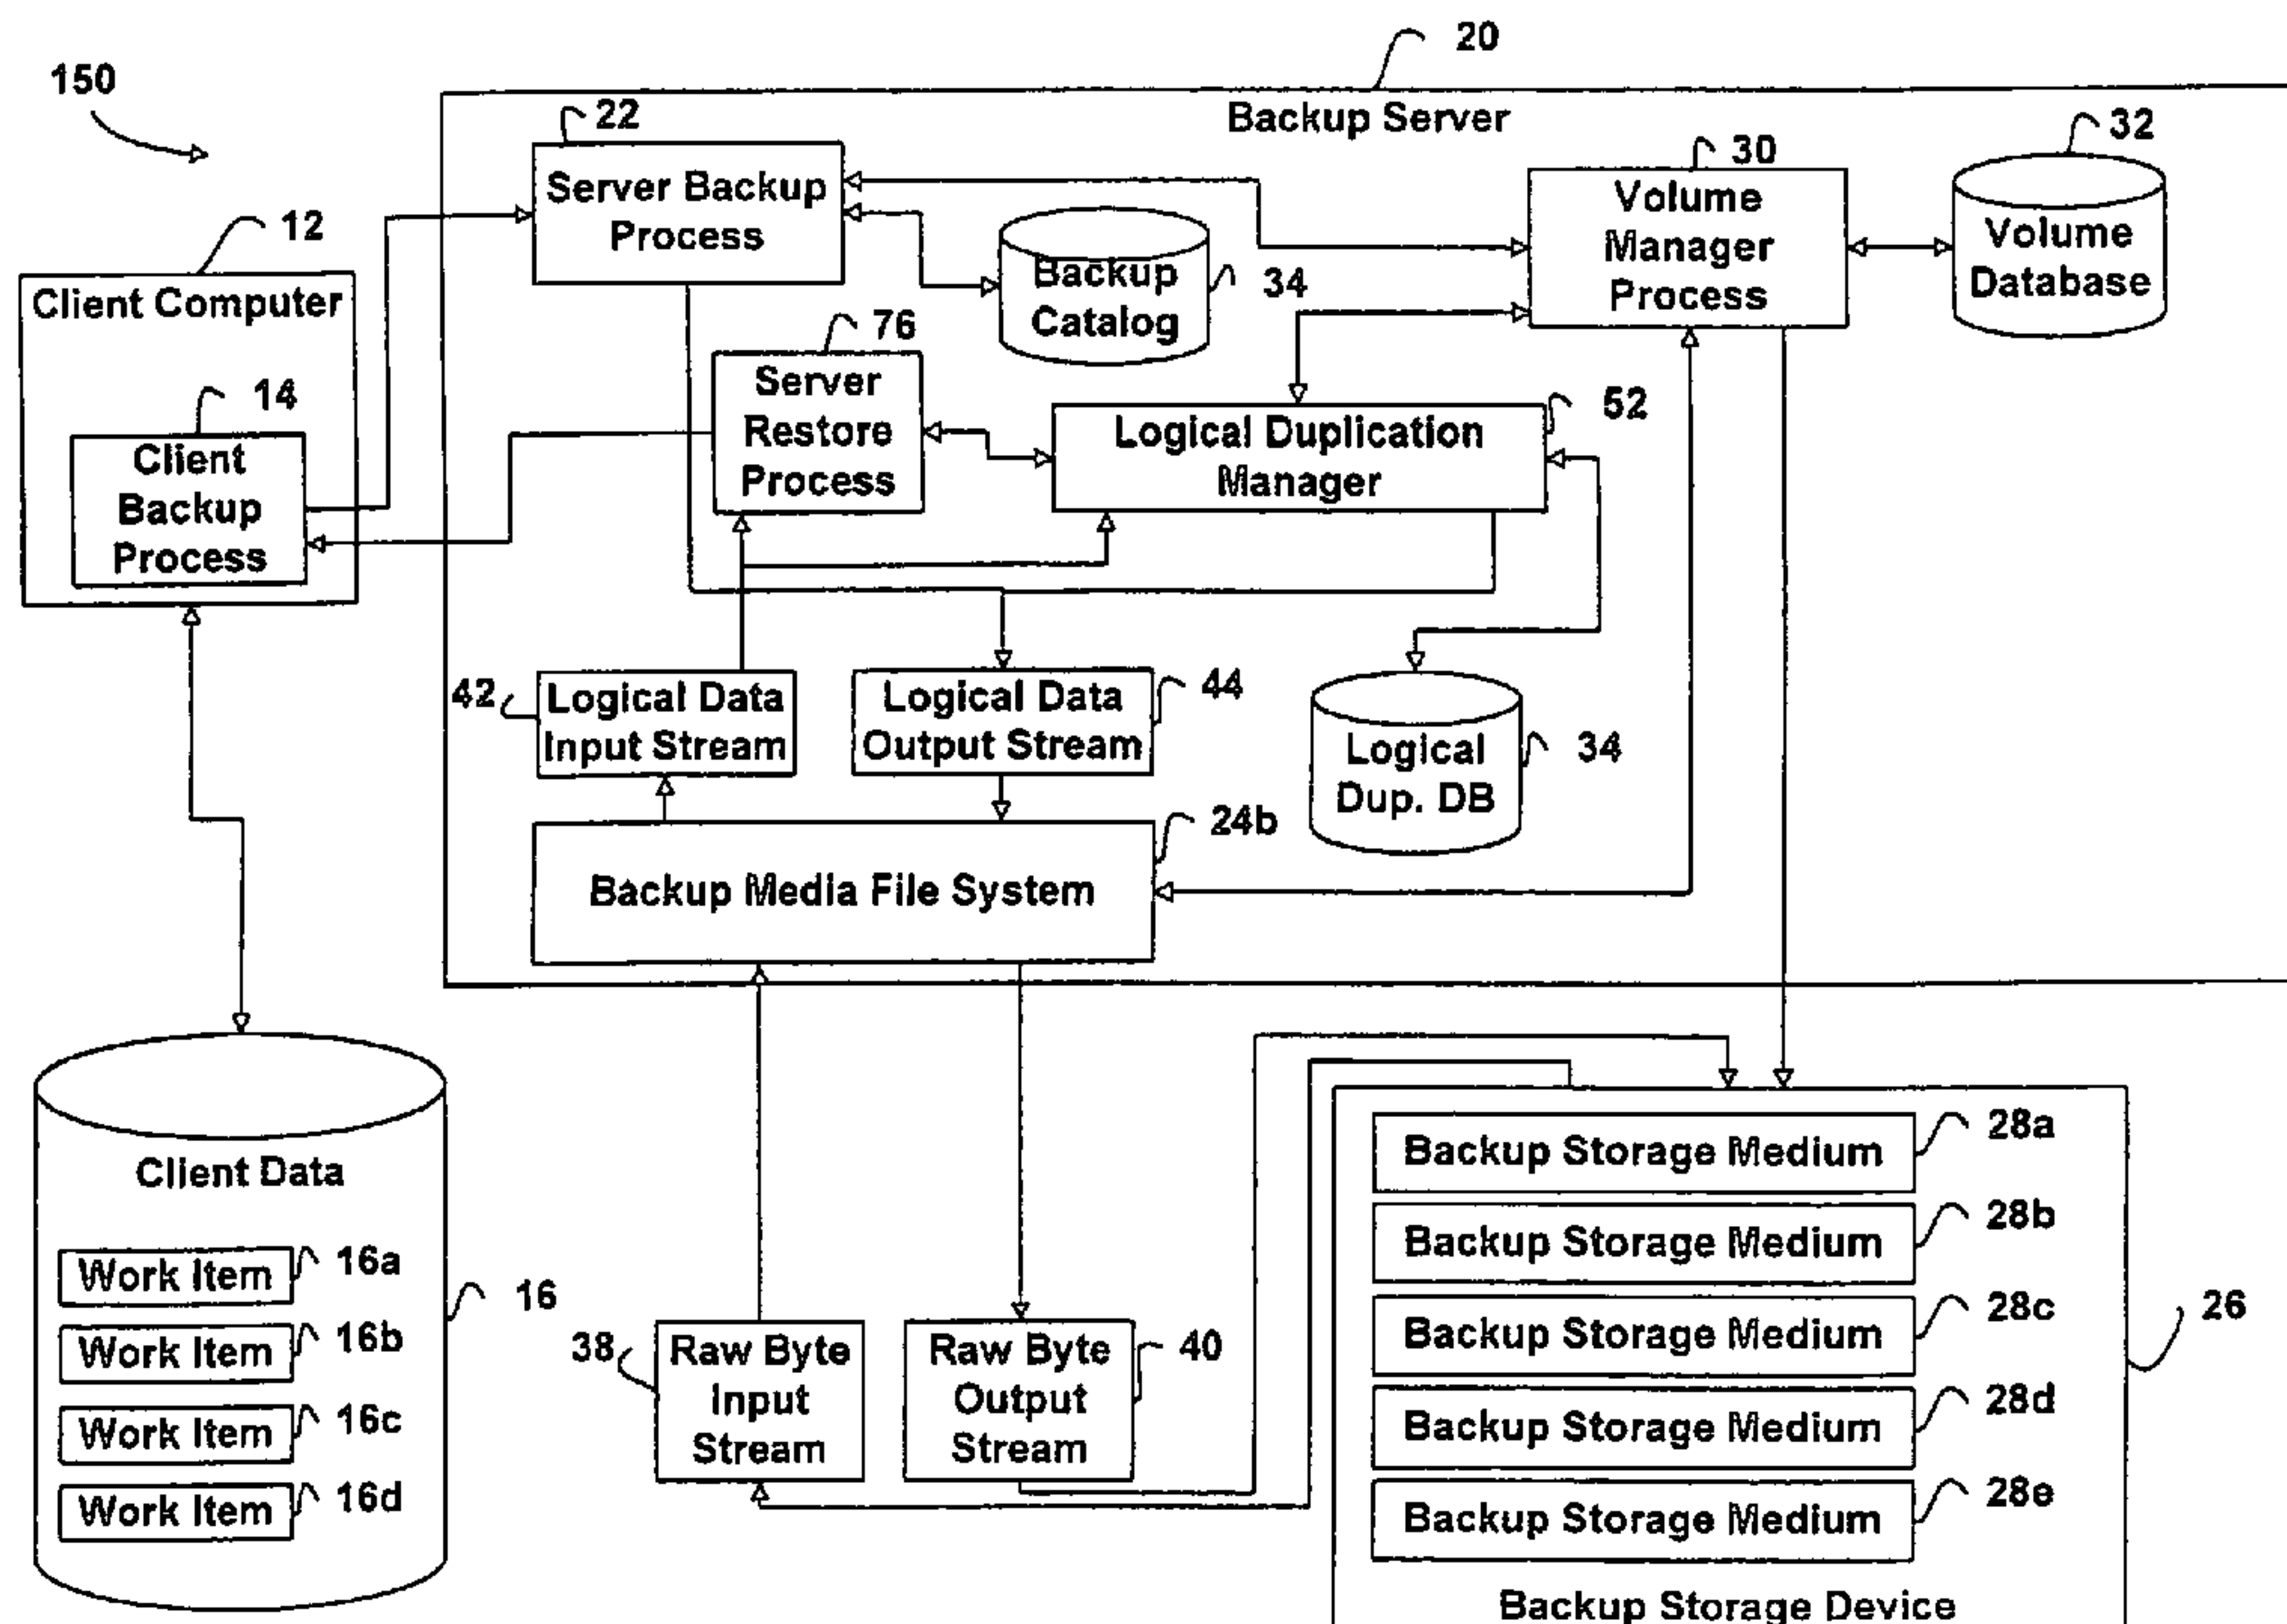 20
150
Backup Server
22
Server Backup
Process
30
Volume
Manager
Process
32
Volume
Database
12
Client Computer
Backup
Catalog
34
76
Server
Restore
Process
14
Client
Backup
Process
52
Logical Duplication
Manager
42
Logical Data
Input Stream
44
Logical Data
Output Stream
Logical
Dup. DB
34
24b
Backup Media File System
Client Data
Work Item
16a
Work Item
16b
Work Item
16c
Work Item
16d
16
38
Raw Byte
Input
Stream
Raw Byte
Output
Stream
40
Backup Storage Medium
28a
Backup Storage Medium
28b
Backup Storage Medium
28c
Backup Storage Medium
28d
Backup Storage Medium
28e
26
Backup Storage Device